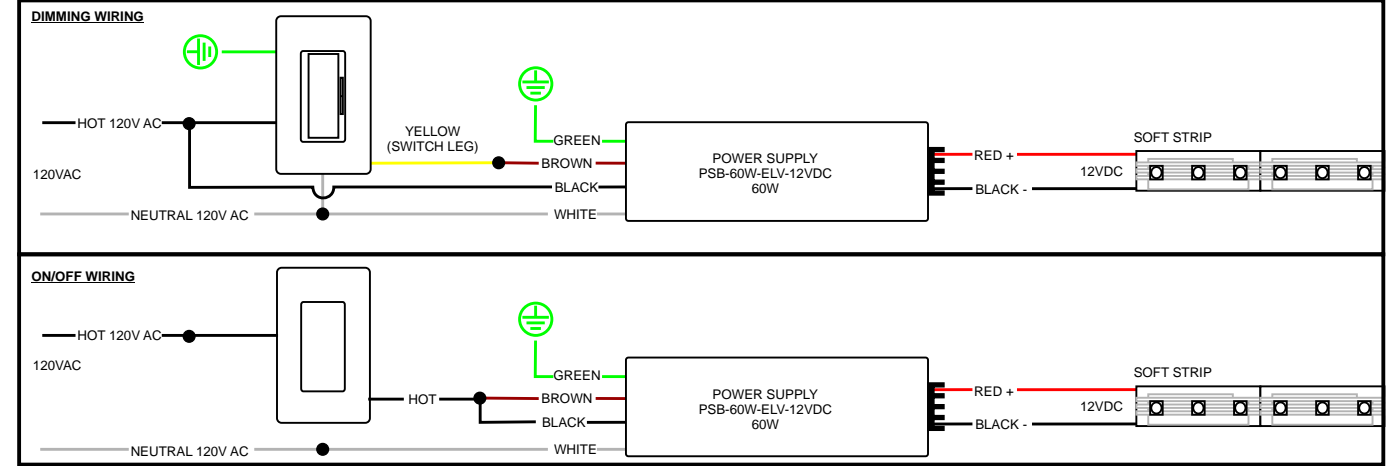 DIMMING WIRING
HOT 120V AC
120VAC
NEUTRAL 120V AC
YELLOW
(SWITCH LEG)
GREEN
BROWN
BLACK
WHITE
POWER SUPPLY
PSB-60W-ELV-12VDC
60W
RED +
BLACK -
12VDC
SOFT STRIP
ON/OFF WIRING
HOT 120V AC
120VAC
NEUTRAL 120V AC
HOT
GREEN
BROWN
BLACK
WHITE
POWER SUPPLY
PSB-60W-ELV-12VDC
60W
RED +
BLACK -
12VDC
SOFT STRIP